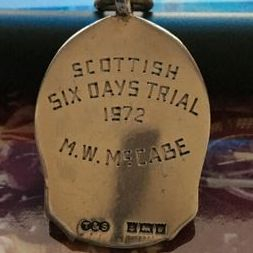 SCOTTISH
SIX DAYS TRIAL
1972
M.W. McCABE